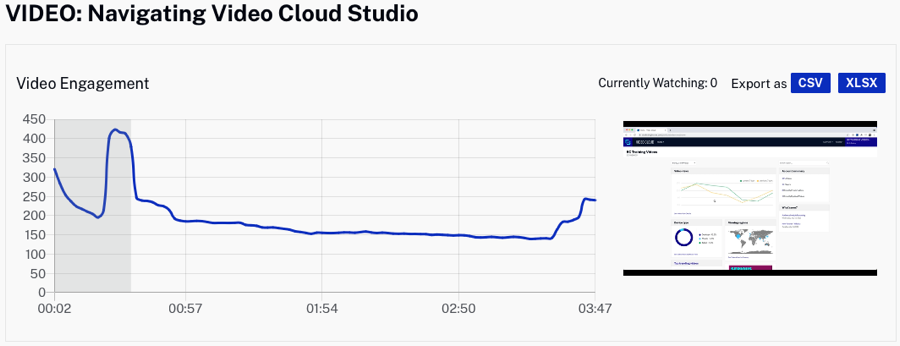 VIDEO: Navigating Video Cloud Studio
Video Engagement
Currently Watching: 0 Export as CSV XLSX
450
400
350
300
250
200
150
100
50
0
00:02 00:57 01:54 02:50 03:47